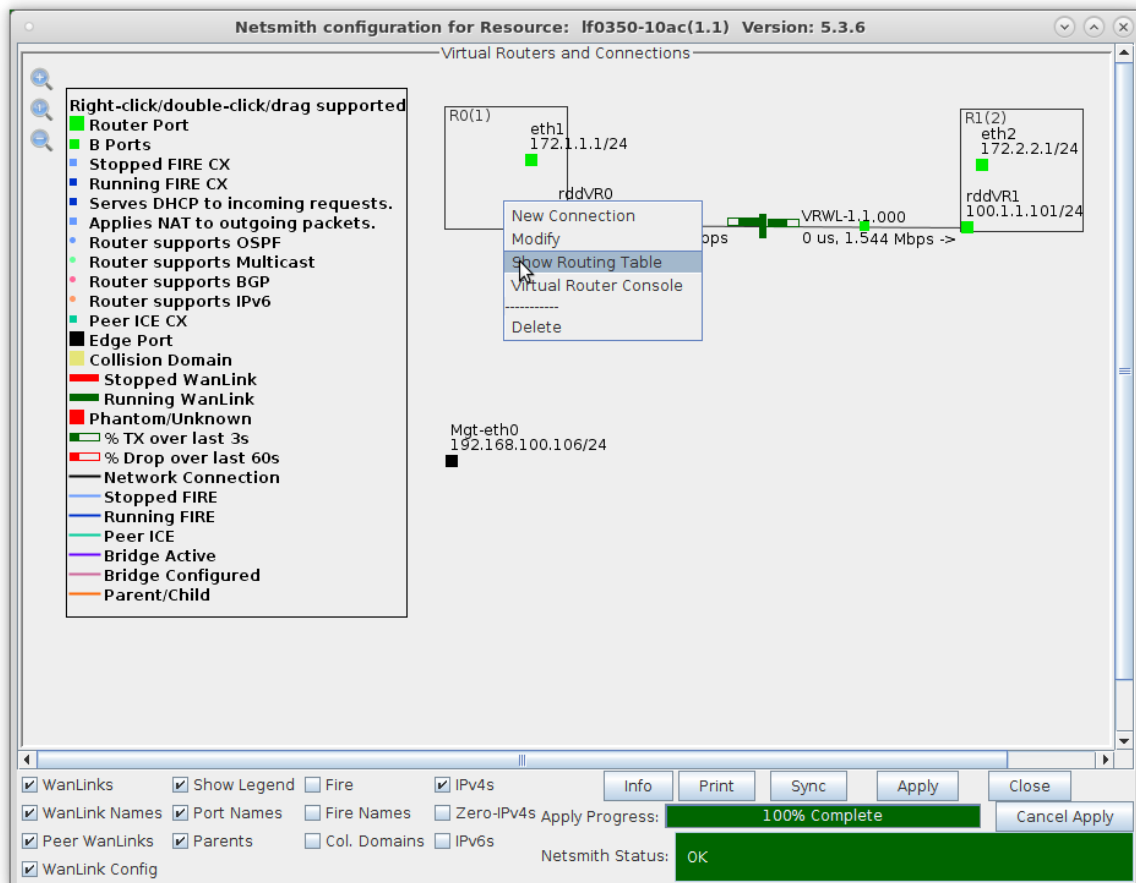 Netsmith configuration for Resource: lf0350-10ac(1.1) Version: 5.3.6
Virtual Routers and Connections
Right-click/double-click/drag supported
Router Port
B Ports
Stopped FIRE CX
Running FIRE CX
Serves DHCP to incoming requests.
Applies NAT to outgoing packets.
Router supports OSPF
Router supports Multicast
Router supports BGP
Router supports IPv6
Peer ICE CX
Edge Port
Collision Domain
Stopped WanLink
Running WanLink
Phantom/Unknown
% TX over last 3s
% Drop over last 60s
Network Connection
Stopped FIRE
Running FIRE
Peer ICE
Bridge Active
Bridge Configured
Parent/Child
R0(1)
eth1
172.1.1.1/24
rddVR0
New Connection
Modify
Show Routing Table
Virtual Router Console
-----------
Delete
bps
VRWL-1.1.000
0 us, 1.544 Mbps ->
R1(2)
eth2
172.2.2.1/24
rddVR1
100.1.1.101/24
Mgt-eth0
192.168.100.106/24
WanLinks
Show Legend
Fire
IPv4s
Info
Print
Sync
Apply
Close
WanLink Names
Port Names
Fire Names
Zero-IPv4s
Apply Progress:
100% Complete
Cancel Apply
Peer WanLinks
Parents
Col. Domains
IPv6s
Netsmith Status:
OK
WanLink Config